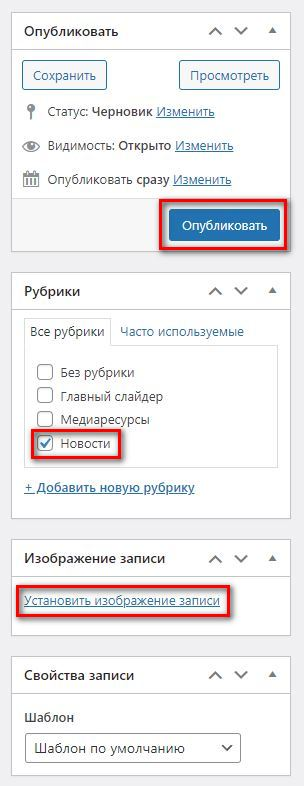 Опубликовать
Сохранить Просмотреть
Статус: Черновик Изменить
Видимость: Открыто Изменить
Опубликовать сразу Изменить
Опубликовать
Рубрики
Все рубрики Часто используемые
Без рубрики
Главный слайдер
Медиаресурсы
Новости
+ Добавить новую рубрику
Изображение записи
Установить изображение записи
Свойства записи
Шаблон
Шаблон по умолчанию